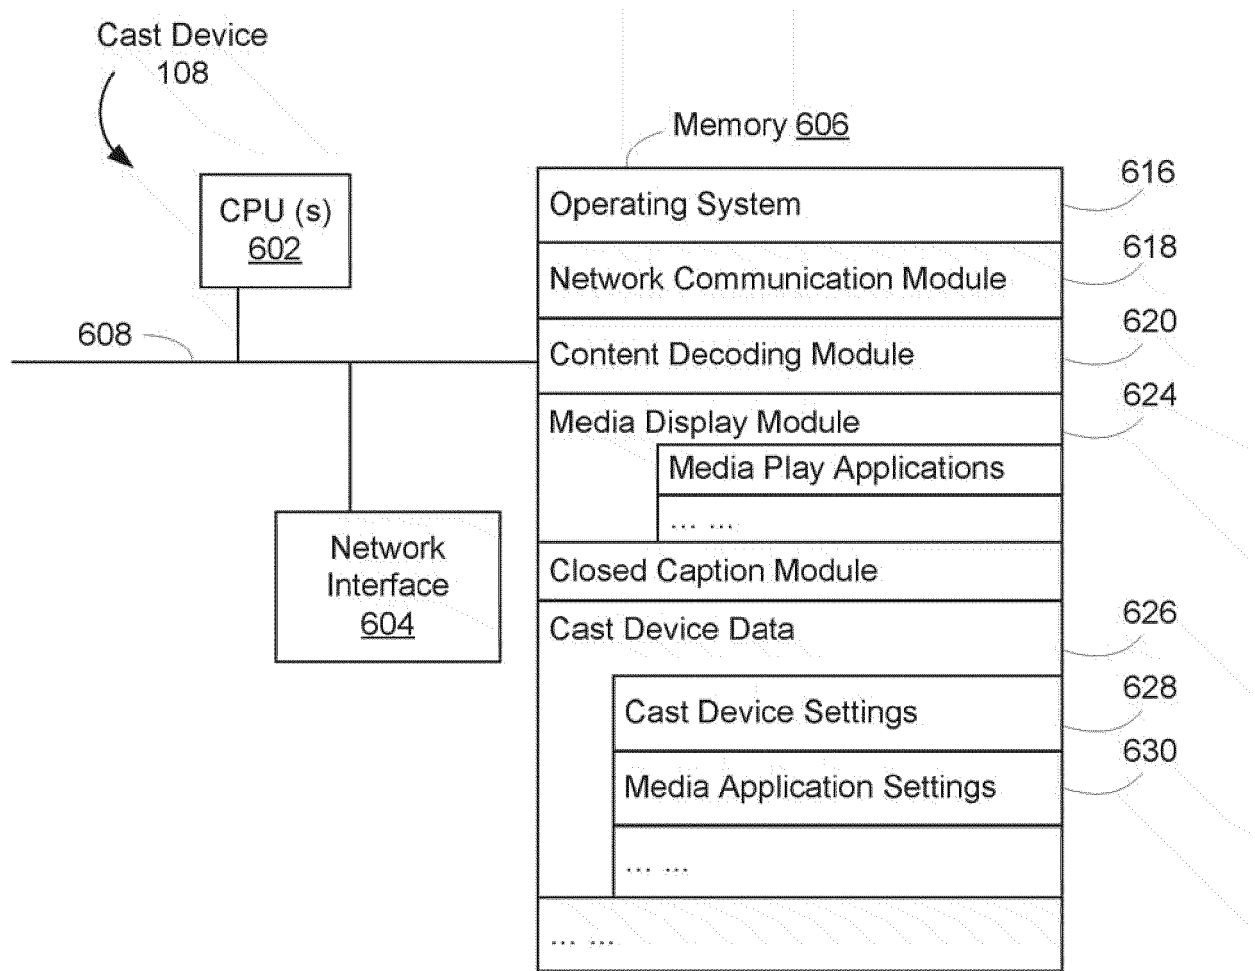 Cast Device
108
Memory 606
CPU (s)
602
608
Network
Interface
604
Operating System
616
Network Communication Module
618
Content Decoding Module
620
Media Display Module
624
Media Play Applications
... ...
Closed Caption Module
Cast Device Data
626
Cast Device Settings
628
Media Application Settings
630
... ...
... ...